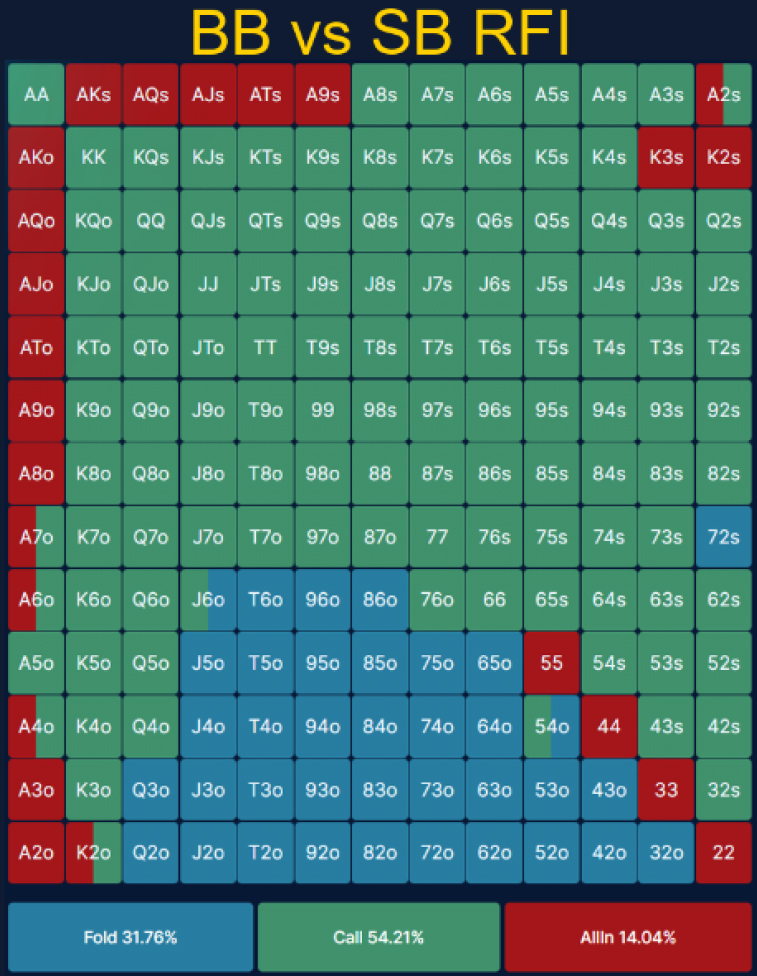 BB vs SB RFI
AA AKs AQs AJs ATs A9s A8s A7s A6s A5s A4s A3s A2s
AKo KK KQs KJs KTs K9s K8s K7s K6s K5s K4s K3s K2s
AQo KQo QQ QJs QTs Q9s Q8s Q7s Q6s Q5s Q4s Q3s Q2s
AJo KJo QJo JJ JTs J9s J8s J7s J6s J5s J4s J3s J2s
ATo KTo QTo JTo TT T9s T8s T7s T6s T5s T4s T3s T2s
A9o K9o Q9o J9o T9o 99 98s 97s 96s 95s 94s 93s 92s
A8o K8o Q8o J8o T8o 98o 88 87s 86s 85s 84s 83s 82s
A7o K7o Q7o J7o T7o 97o 87o 77 76s 75s 74s 73s 72s
A6o K6o Q6o J6o T6o 96o 86o 76o 66 65s 64s 63s 62s
A5o K5o Q5o J5o T5o 95o 85o 75o 65o 55 54s 53s 52s
A4o K4o Q4o J4o T4o 94o 84o 74o 64o 54o 44 43s 42s
A3o K3o Q3o J3o T3o 93o 83o 73o 63o 53o 43o 33 32s
A2o K2o Q2o J2o T2o 92o 82o 72o 62o 52o 42o 32o 22
Fold 31.76% Call 54.21% AllIn 14.04%